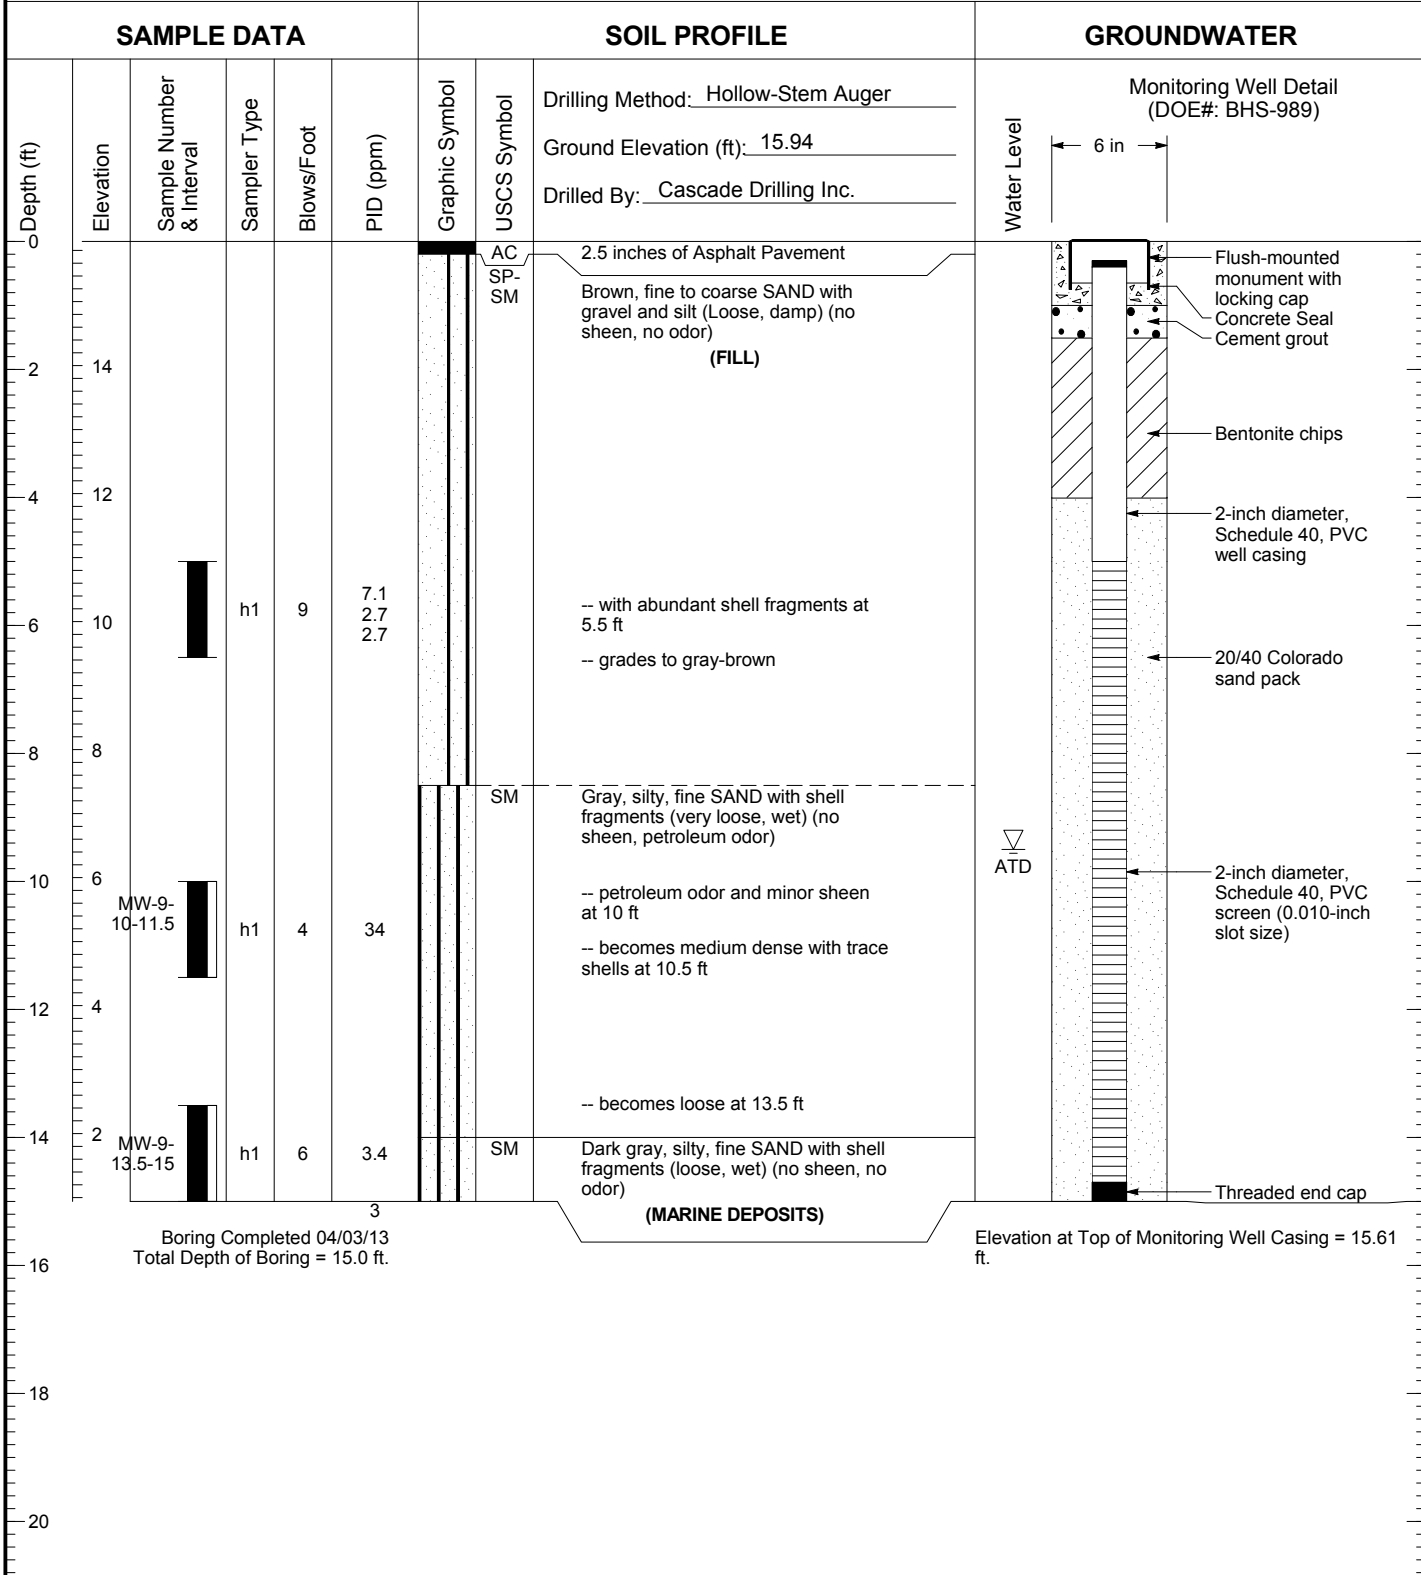 SAMPLE DATA
SOIL PROFILE
GROUNDWATER
Depth (ft)
Elevation
Sample Number
& Interval
Sampler Type
Blows/Foot
PID (ppm)
Graphic Symbol
USCS Symbol
Drilling Method: Hollow-Stem Auger
Ground Elevation (ft): 15.94
Drilled By: Cascade Drilling Inc.
Water Level
Monitoring Well Detail
(DOE#: BHS-989)
6 in
0
AC
2.5 inches of Asphalt Pavement
SP-
SM
Brown, fine to coarse SAND with
gravel and silt (Loose, damp) (no
sheen, no odor)
(FILL)
Flush-mounted
monument with
locking cap
Concrete Seal
Cement grout
2
14
Bentonite chips
4
12
2-inch diameter,
Schedule 40, PVC
well casing
6
10
h1
9
7.1
2.7
2.7
-- with abundant shell fragments at
5.5 ft
-- grades to gray-brown
20/40 Colorado
sand pack
8
8
SM
Gray, silty, fine SAND with shell
fragments (very loose, wet) (no
sheen, petroleum odor)
ATD
10
6
MW-9-
10-11.5
h1
4
34
-- petroleum odor and minor sheen
at 10 ft
-- becomes medium dense with trace
shells at 10.5 ft
2-inch diameter,
Schedule 40, PVC
screen (0.010-inch
slot size)
12
4
-- becomes loose at 13.5 ft
14
2
MW-9-
13.5-15
h1
6
3.4
SM
Dark gray, silty, fine SAND with shell
fragments (loose, wet) (no sheen, no
odor)
(MARINE DEPOSITS)
Threaded end cap
3
Boring Completed 04/03/13
Total Depth of Boring = 15.0 ft.
Elevation at Top of Monitoring Well Casing = 15.61
ft.
16
18
20